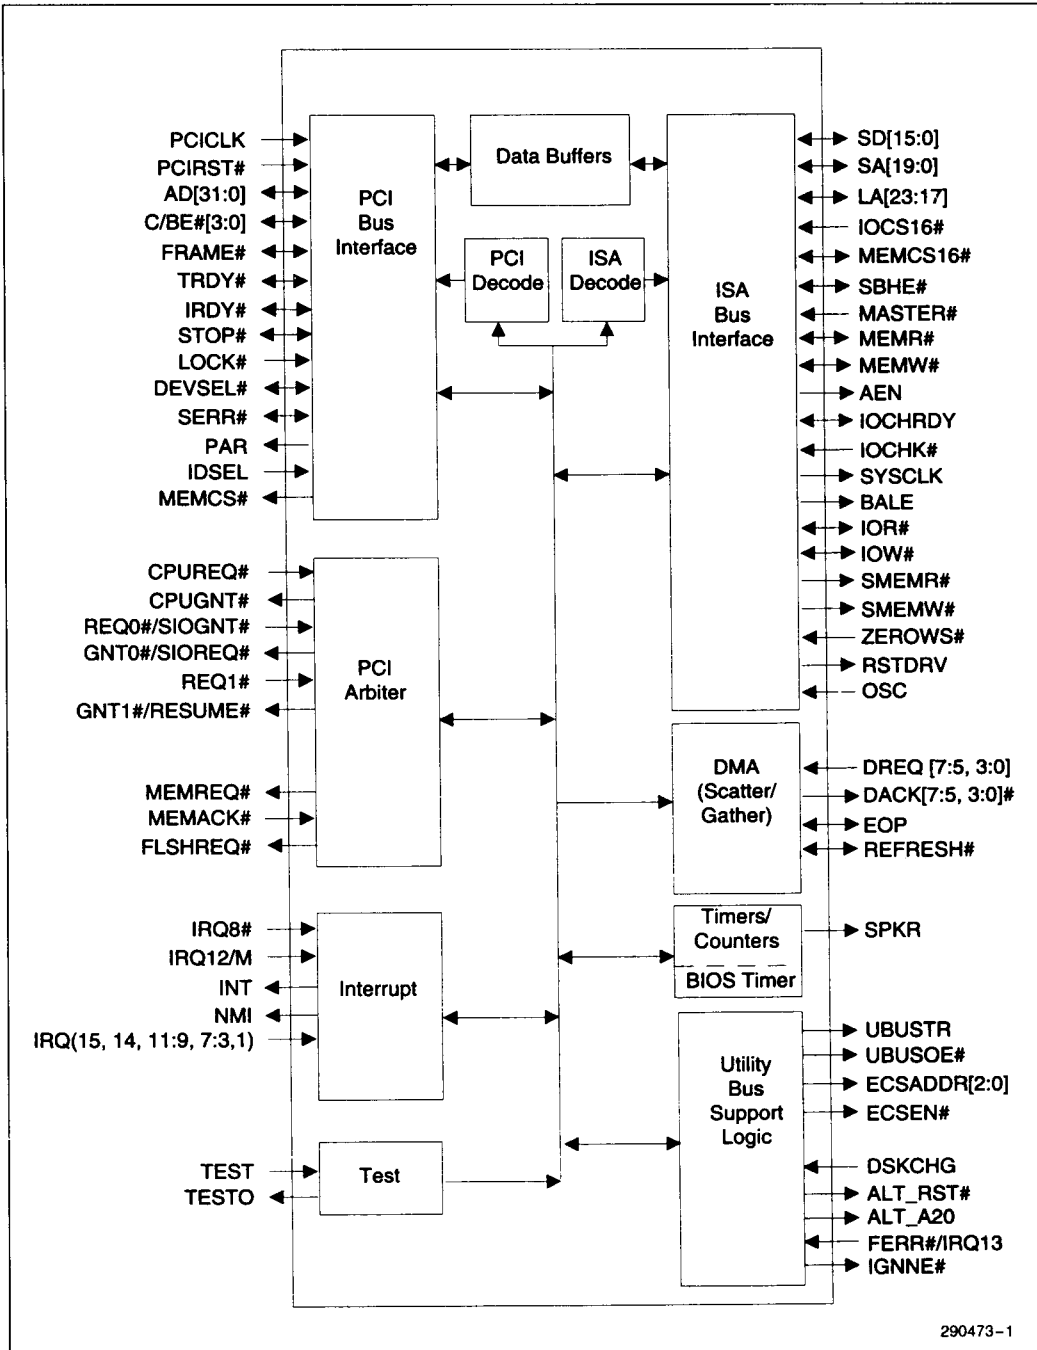 PCICLK
PCIRST#
AD[31:0]
C/BE#[3:0]
FRAME#
TRDY#
IRDY#
STOP#
LOCK#
DEVSEL#
SERR#
PAR
IDSEL
MEMCS#
PCI
Bus
Interface
Data Buffers
PCI
Decode
ISA
Decode
ISA
Bus
Interface
SD[15:0]
SA[19:0]
LA[23:17]
IOCS16#
MEMCS16#
SBHE#
MASTER#
MEMR#
MEMW#
AEN
IOCHRDY
IOCHK#
SYSCLK
BALE
IOR#
IOW#
SMEMR#
SMEMW#
ZEROWS#
RSTDRV
OSC
CPUREQ#
CPUGNT#
REQ0#/SIOGNT#
GNT0#/SIOREQ#
REQ1#
GNT1#/RESUME#
MEMREQ#
MEMACK#
FLSHREQ#
PCI
Arbiter
DMA
(Scatter/
Gather)
DREQ [7:5, 3:0]
DACK[7:5, 3:0]#
EOP
REFRESH#
IRQ8#
IRQ12/M
INT
NMI
IRQ(15, 14, 11:9, 7:3,1)
Interrupt
Timers/
Counters
BIOS Timer
SPKR
Utility
Bus
Support
Logic
UBUSTR
UBUSOE#
ECSADDR[2:0]
ECSEN#
DSKCHG
ALT_RST#
ALT_A20
FERR#/IRQ13
IGNNE#
TEST
TESTO
Test
290473-1